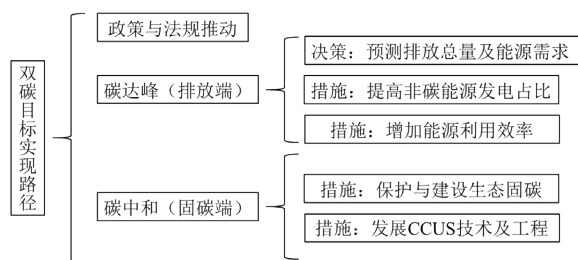 双碳目标实现路径
政策与法规推动
碳达峰（排放端）
决策：预测排放总量及能源需求
措施：提高非碳能源发电占比
措施：增加能源利用效率
碳中和（固碳端）
措施：保护与建设生态固碳
措施：发展CCUS技术及工程